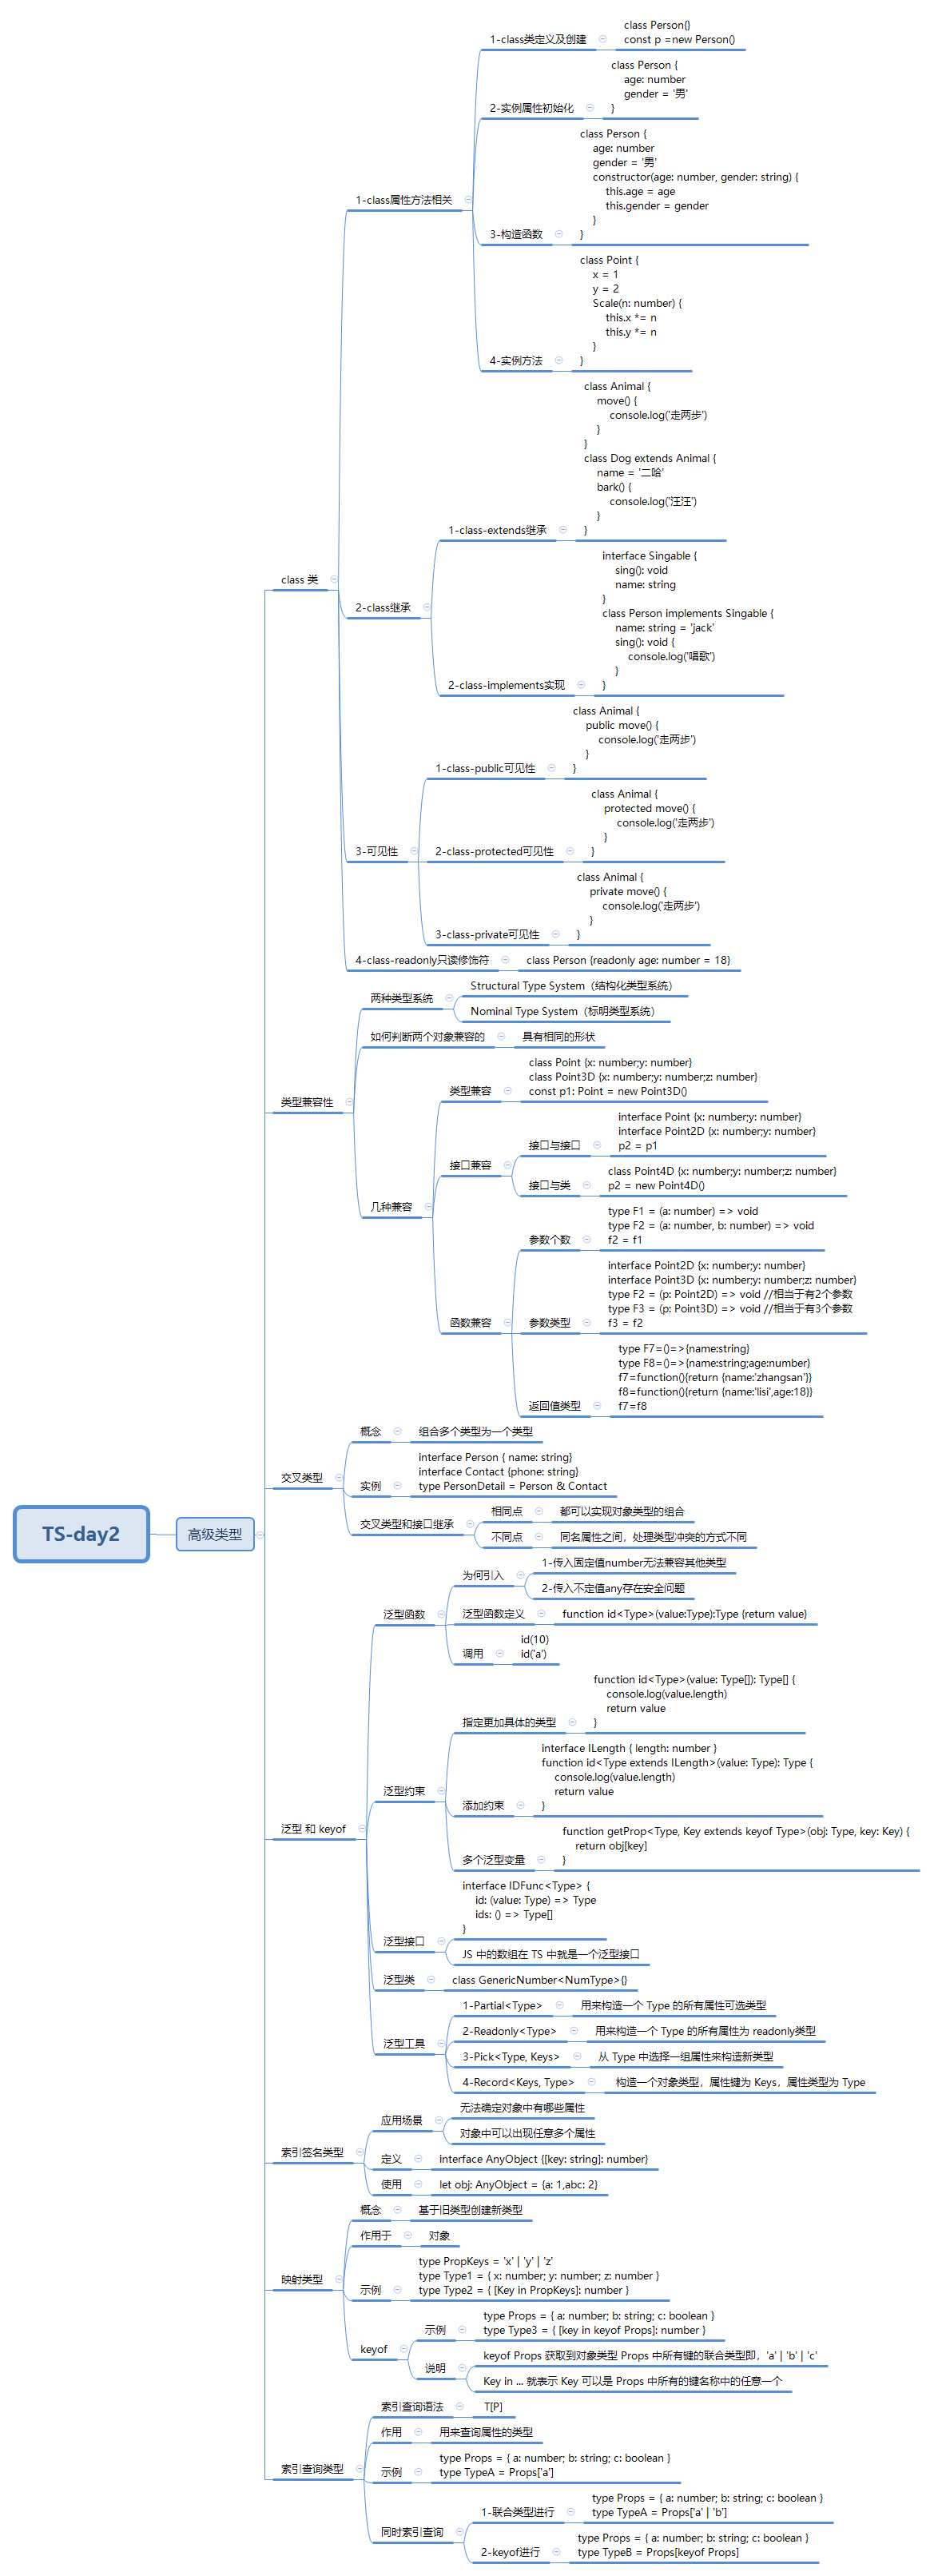 TS-day2
高级类型
class 类
1-class属性方法相关
1-class类定义及创建
class Person{}
const p =new Person()
2-实例属性初始化
class Person {
age: number
gender = '男'
}
3-构造函数
class Person {
age: number
gender = '男'
constructor(age: number, gender: string) {
this.age = age
this.gender = gender
}
}
4-实例方法
class Point {
x = 1
y = 2
Scale(n: number) {
this.x *= n
this.y *= n
}
}
2-class继承
1-class-extends继承
class Animal {
move() {
console.log('走两步')
}
}
class Dog extends Animal {
name = '二哈'
bark() {
console.log('汪汪')
}
}
2-class-implements实现
interface Singable {
sing(): void
name: string
}
class Person implements Singable {
name: string = 'jack'
sing(): void {
console.log('唱歌')
}
}
3-可见性
1-class-public可见性
class Animal {
public move() {
console.log('走两步')
}
}
2-class-protected可见性
class Animal {
protected move() {
console.log('走两步')
}
}
3-class-private可见性
class Animal {
private move() {
console.log('走两步')
}
}
4-class-readonly只读修饰符
class Person {readonly age: number = 18}
类型兼容性
两种类型系统
Structural Type System（结构化类型系统）
Nominal Type System（标明类型系统）
如何判断两个对象兼容的
具有相同的形状
几种兼容
类型兼容
class Point {x: number;y: number}
class Point3D {x: number;y: number;z: number}
const p1: Point = new Point3D()
接口兼容
接口与接口
interface Point {x: number;y: number}
interface Point2D {x: number;y: number}
p2 = p1
接口与类
class Point4D {x: number;y: number;z: number}
p2 = new Point4D()
函数兼容
参数个数
type F1 = (a: number) => void
type F2 = (a: number, b: number) => void
f2 = f1
参数类型
interface Point2D {x: number;y: number}
interface Point3D {x: number;y: number;z: number}
type F2 = (p: Point2D) => void //相当于有2个参数
type F3 = (p: Point3D) => void //相当于有3个参数
f3 = f2
返回值类型
type F7=()=>{name:string}
type F8=()=>{name:string;age:number}
f7=function(){return {name:'zhangsan'}}
f8=function(){return {name:'lisi',age:18}}
f7=f8
交叉类型
概念
组合多个类型为一个类型
实例
interface Person { name: string}
interface Contact {phone: string}
type PersonDetail = Person & Contact
交叉类型和接口继承
相同点
都可以实现对象类型的组合
不同点
同名属性之间，处理类型冲突的方式不同
泛型 和 keyof
泛型函数
为何引入
1-传入固定值number无法兼容其他类型
2-传入不定值any存在安全问题
泛型函数定义
function id<Type>(value:Type):Type {return value}
调用
id(10)
id('a')
泛型约束
指定更加具体的类型
function id<Type>(value: Type[]): Type[] {
console.log(value.length)
return value
}
添加约束
interface ILength { length: number }
function id<Type extends ILength>(value: Type): Type {
console.log(value.length)
return value
}
多个泛型变量
function getProp<Type, Key extends keyof Type>(obj: Type, key: Key) {
return obj[key]
}
泛型接口
interface IDFunc<Type> {
id: (value: Type) => Type
ids: () => Type[]
}
JS 中的数组在 TS 中就是一个泛型接口
泛型类
class GenericNumber<NumType>{}
泛型工具
1-Partial<Type>
用来构造一个 Type 的所有属性可选类型
2-Readonly<Type>
用来构造一个 Type 的所有属性为 readonly类型
3-Pick<Type, Keys>
从 Type 中选择一组属性来构造新类型
4-Record<Keys, Type>
构造一个对象类型，属性键为 Keys，属性类型为 Type
索引签名类型
应用场景
无法确定对象中有哪些属性
对象中可以出现任意多个属性
定义
interface AnyObject {[key: string]: number}
使用
let obj: AnyObject = {a: 1,abc: 2}
映射类型
概念
基于旧类型创建新类型
作用于
对象
示例
type PropKeys = 'x' | 'y' | 'z'
type Type1 = { x: number; y: number; z: number }
type Type2 = { [Key in PropKeys]: number }
keyof
示例
type Props = { a: number; b: string; c: boolean }
type Type3 = { [key in keyof Props]: number }
说明
keyof Props 获取到对象类型 Props 中所有键的联合类型即，'a' | 'b' | 'c'
Key in ... 就表示 Key 可以是 Props 中所有的键名称中的任意一个
索引查询类型
索引查询语法
T[P]
作用
用来查询属性的类型
示例
type Props = { a: number; b: string; c: boolean }
type TypeA = Props['a']
同时索引查询
1-联合类型进行
type Props = { a: number; b: string; c: boolean }
type TypeA = Props['a' | 'b']
2-keyof进行
type Props = { a: number; b: string; c: boolean }
type TypeB = Props[keyof Props]